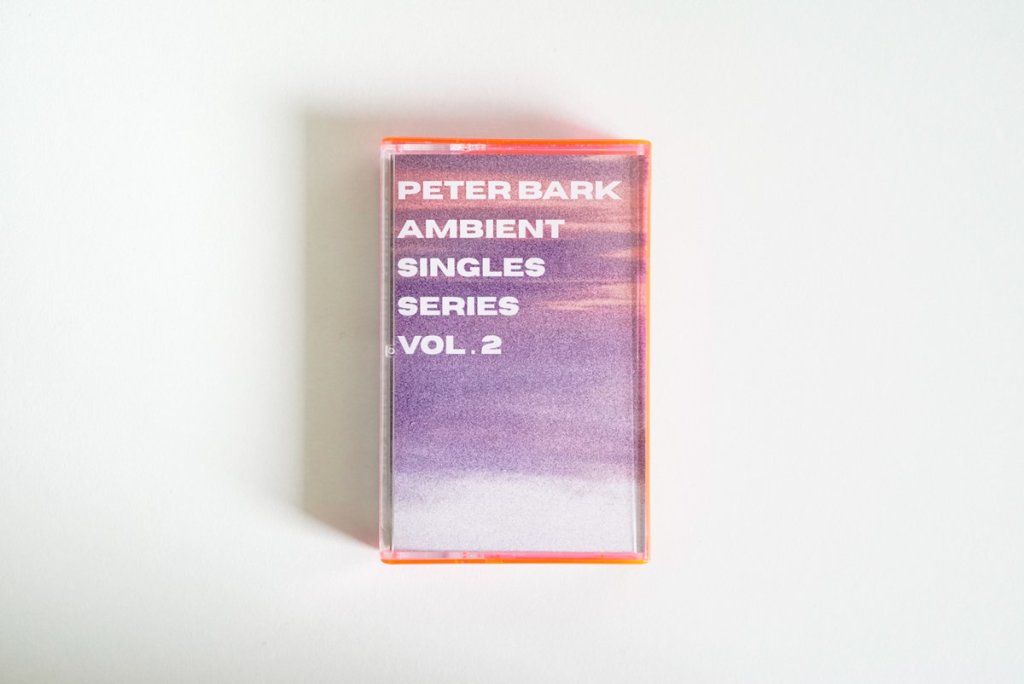 PETER BARK
AMBIENT
SINGLES
SERIES
VOL. 2